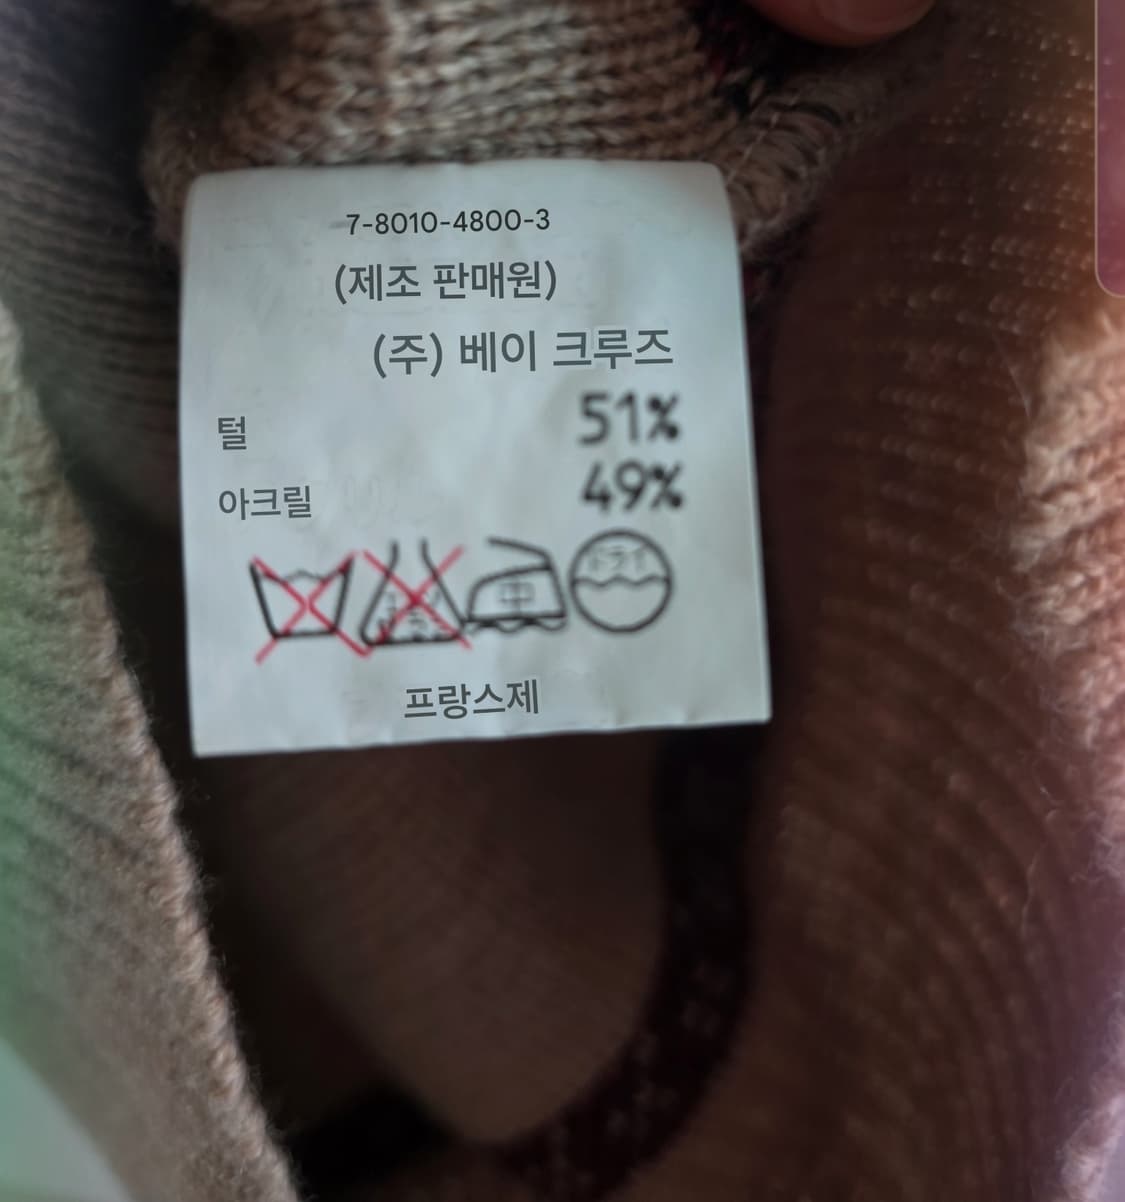 7-8010-4800-3
(제조 판매원)
(주) 베이 크루즈
털 51%
아크릴 49%
프랑스제